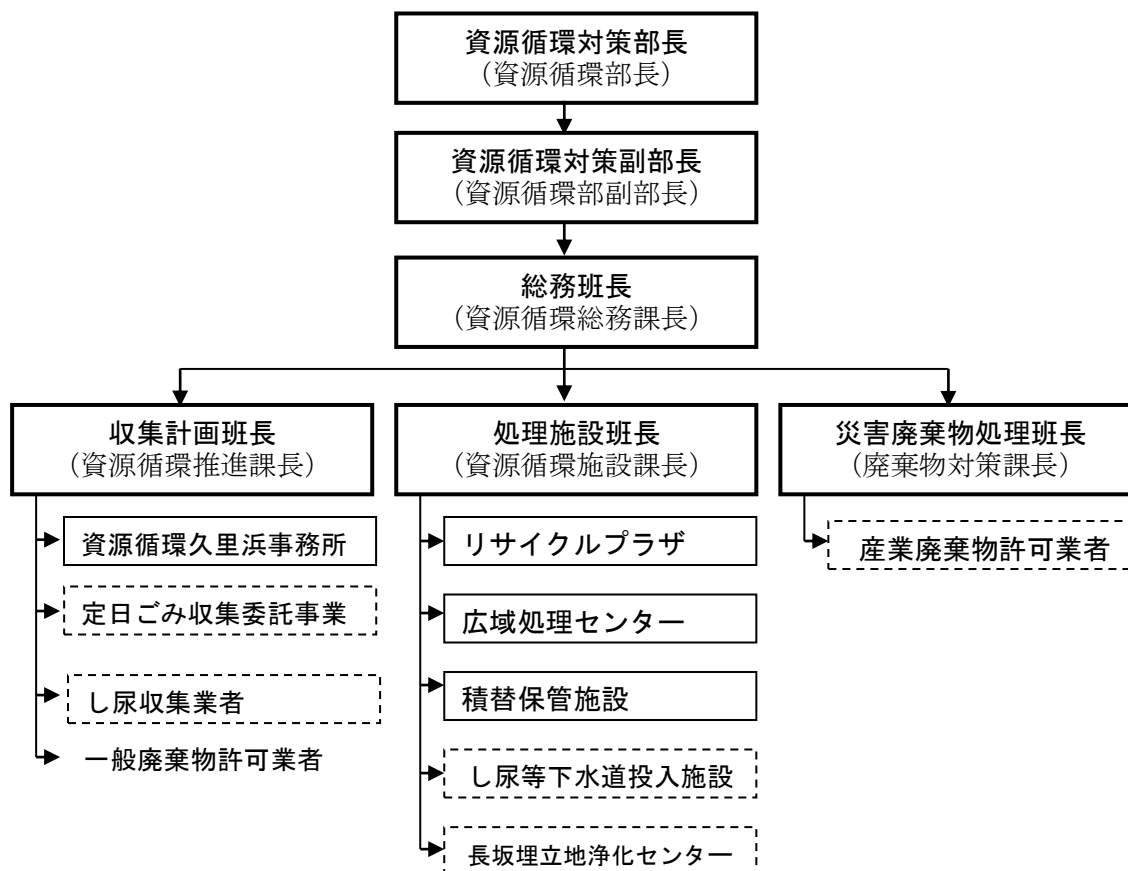 資源循環対策部長
（資源循環部長）
資源循環対策副部長
（資源循環部副部長）
総務班長
（資源循環総務課長）
収集計画班長
（資源循環推進課長）
資源循環久里浜事務所
定日ごみ収集委託事業
し尿収集業者
一般廃棄物許可業者
処理施設班長
（資源循環施設課長）
リサイクルプラザ
広域処理センター
積替保管施設
し尿等下水道投入施設
長坂埋立地浄化センター
災害廃棄物処理班長
（廃棄物対策課長）
産業廃棄物許可業者